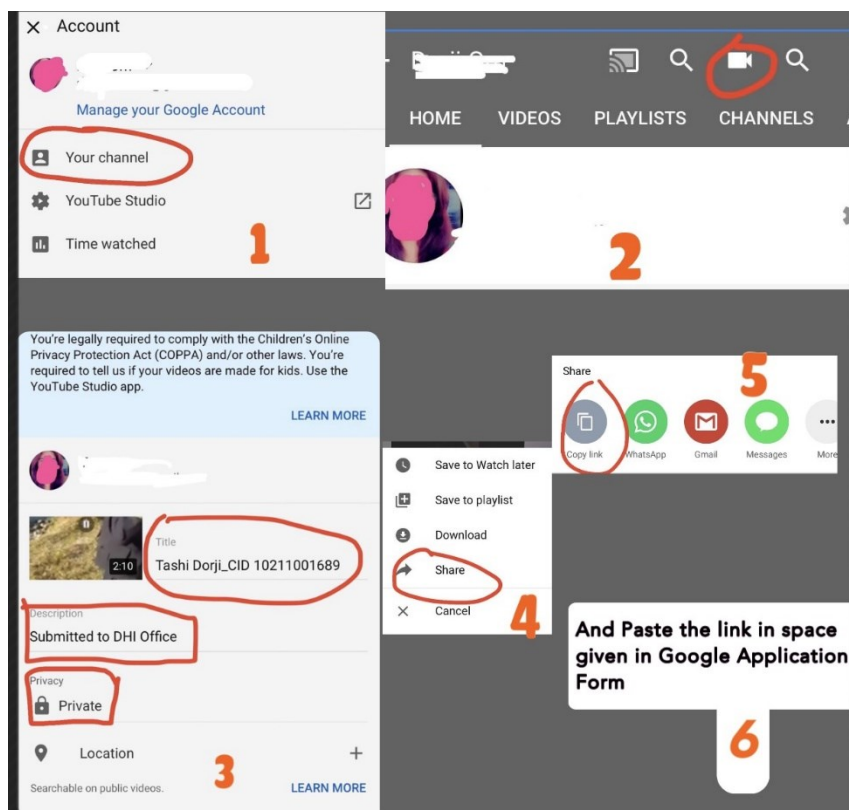 Account
Manage your Google Account
Your channel
YouTube Studio
Time watched
1
HOME VIDEOS PLAYLISTS CHANNELS
2
You're legally required to comply with the Children's Online
Privacy Protection Act (COPPA) and/or other laws. You're
required to tell us if your videos are made for kids. Use the
YouTube Studio app.
LEARN MORE
2:10
Title
Tashi Dorji_CID 10211001689
Description
Submitted to DHI Office
Privacy
Private
Location
Searchable on public videos.
LEARN MORE
3
Save to Watch later
Save to playlist
Download
Share
Cancel
4
Share
5
Copy link WhatsApp Gmail Messages More
And Paste the link in space
given in Google Application
Form
6